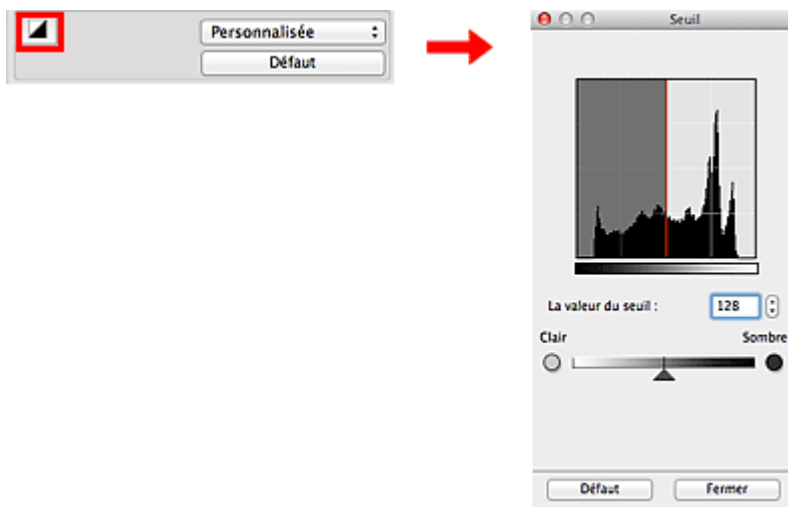 Personnalisée
Défaut
Seuil
La valeur du seuil :
128
Clair
Sombre
Défaut
Fermer